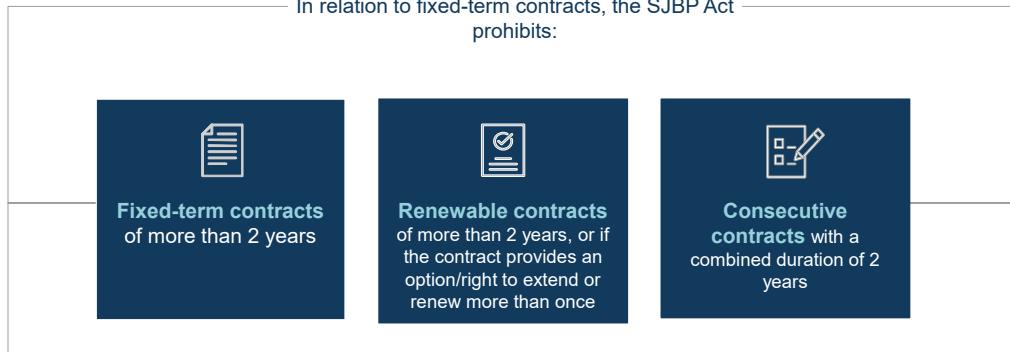 In relation to fixed-term contracts, the SJBP Act
prohibits:
Fixed-term contracts
of more than 2 years
Renewable contracts
of more than 2 years, or if
the contract provides an
option/right to extend or
renew more than once
Consecutive
contracts with a
combined duration of 2
years